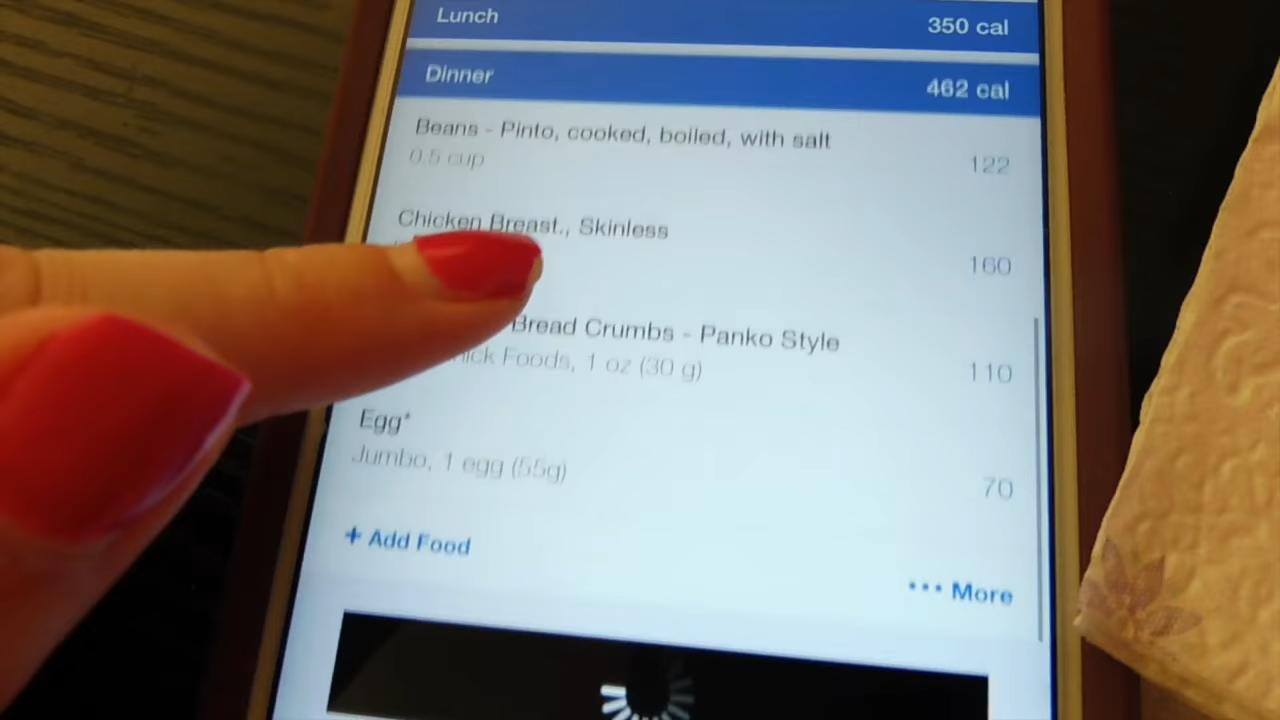 Lunch 350 cal
Dinner 462 cal
Beans - Pinto, cooked, boiled, with salt
0.5 cup 122
Chicken Breast., Skinless
160
Bread Crumbs - Panko Style
Foods, 1 oz (30 g) 110
Egg*
Jumbo, 1 egg (55g) 70
+ Add Food
••• More